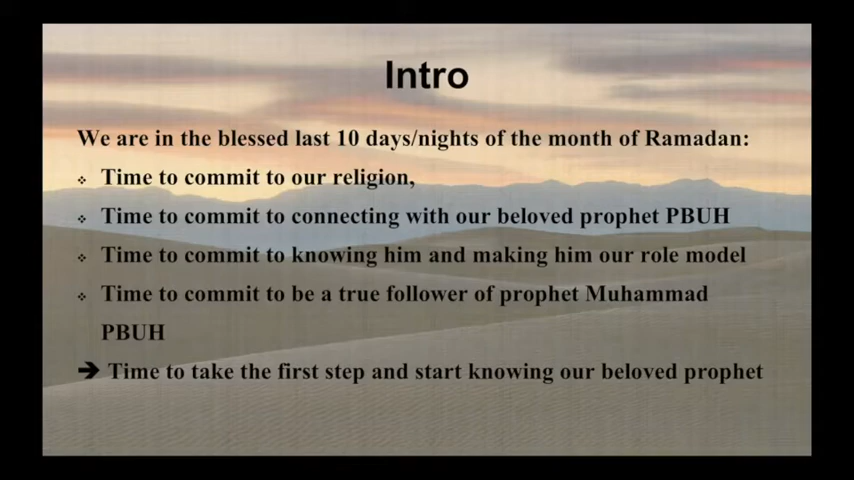 Intro
We are in the blessed last 10 days/nights of the month of Ramadan:
❖ Time to commit to our religion,
❖ Time to commit to connecting with our beloved prophet PBUH
❖ Time to commit to knowing him and making him our role model
❖ Time to commit to be a true follower of prophet Muhammad
PBUH
➔ Time to take the first step and start knowing our beloved prophet